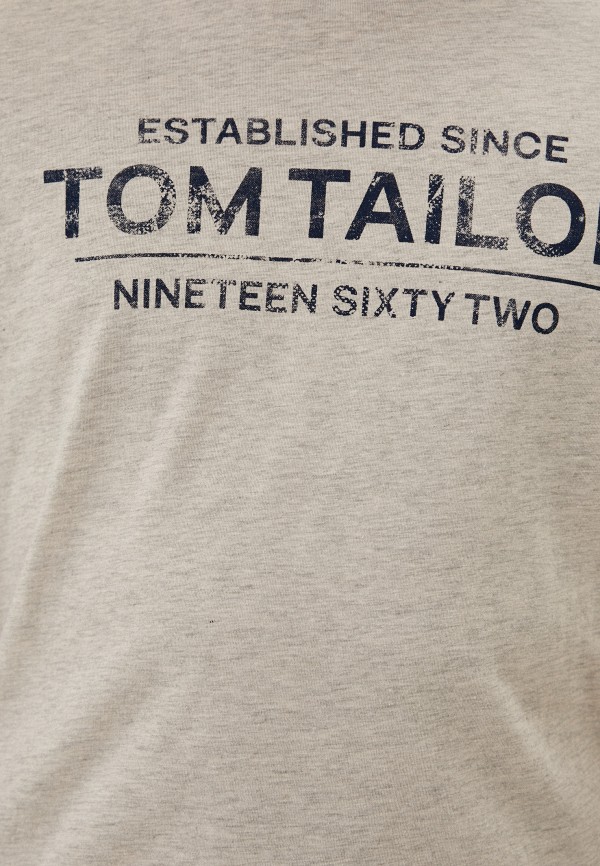 ESTABLISHED SINCE
TOM TAILO
NINETEEN SIXTY TWO